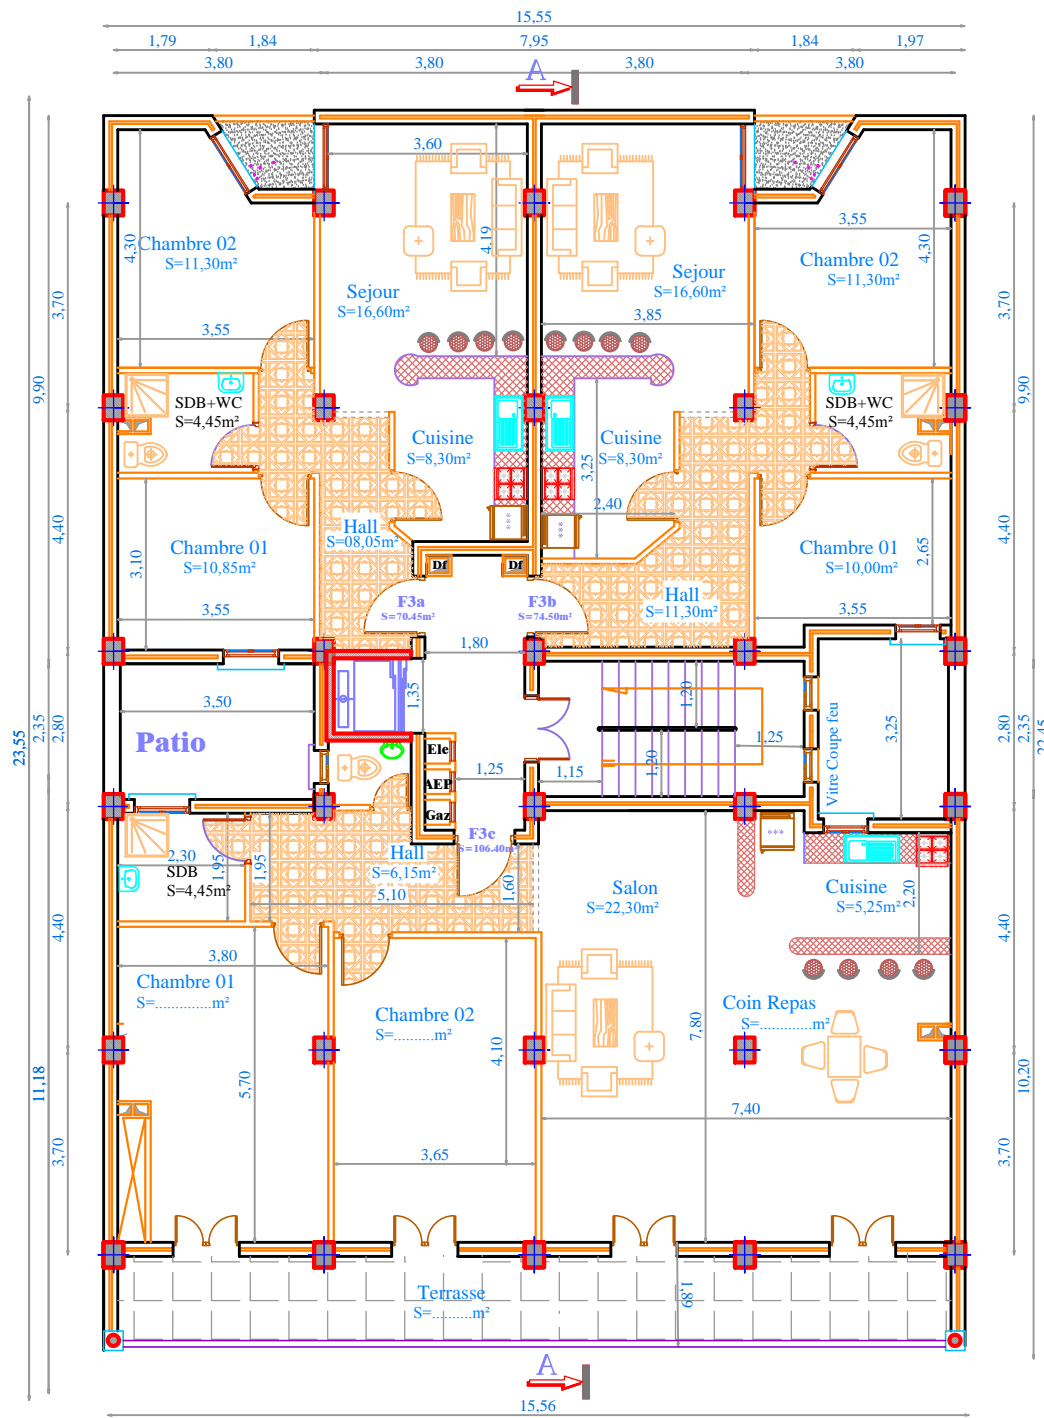 15,55
1,79
1,84
7,95
1,84
1,97
3,80
3,80
3,80
3,80
A
3,60
4,30
4,19
4,30
3,55
Chambre 02
S=11,30m²
Sejour
S=16,60m²
Sejour
S=16,60m²
Chambre 02
S=11,30m²
3,70
3,70
3,55
3,85
9,90
9,90
SDB+WC
S=4,45m²
SDB+WC
S=4,45m²
Cuisine
S=8,30m²
Cuisine
S=8,30m²
3,25
2,40
***
***
4,40
4,40
3,10
2,65
Chambre 01
S=10,85m²
Hall
S=08,05m²
Chambre 01
S=10,00m²
Df
Df
Hall
S=11,30m²
F3a
S=70.45m²
F3b
S=74.50m²
3,55
3,55
1,80
1,35
1,20
1,20
3,50
Patio
3,25
Vitre Coupe feu
23,55
2,35
2,80
2,80
2,35
22,45
Ele
AEP
Gaz
1,25
1,15
1,25
F3c
S=106.40m²
***
2,30
1,95
1,95
SDB
S=4,45m²
Hall
S=6,15m²
5,10
1,60
Salon
S=22,30m²
Cuisine
S=5,25m²
2,20
4,40
4,40
3,80
Chambre 01
S=..............m²
Chambre 02
S=..........m²
Coin Repas
S=..............m²
4,10
7,80
5,70
11,18
10,20
7,40
3,65
3,70
3,70
Terrasse
S=..........m²
1,89
A
15,56